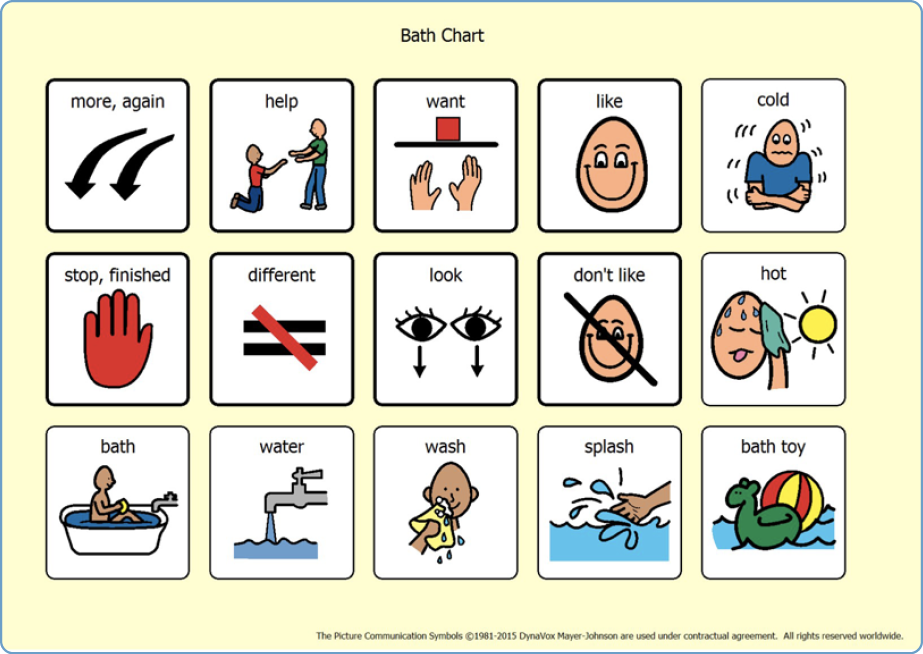 Bath Chart
more, again
help
want
like
cold
stop, finished
different
look
don't like
hot
bath
water
wash
splash
bath toy
The Picture Communication Symbols ©1981-2015 DynaVox Mayer-Johnson are used under contractual agreement. All rights reserved worldwide.